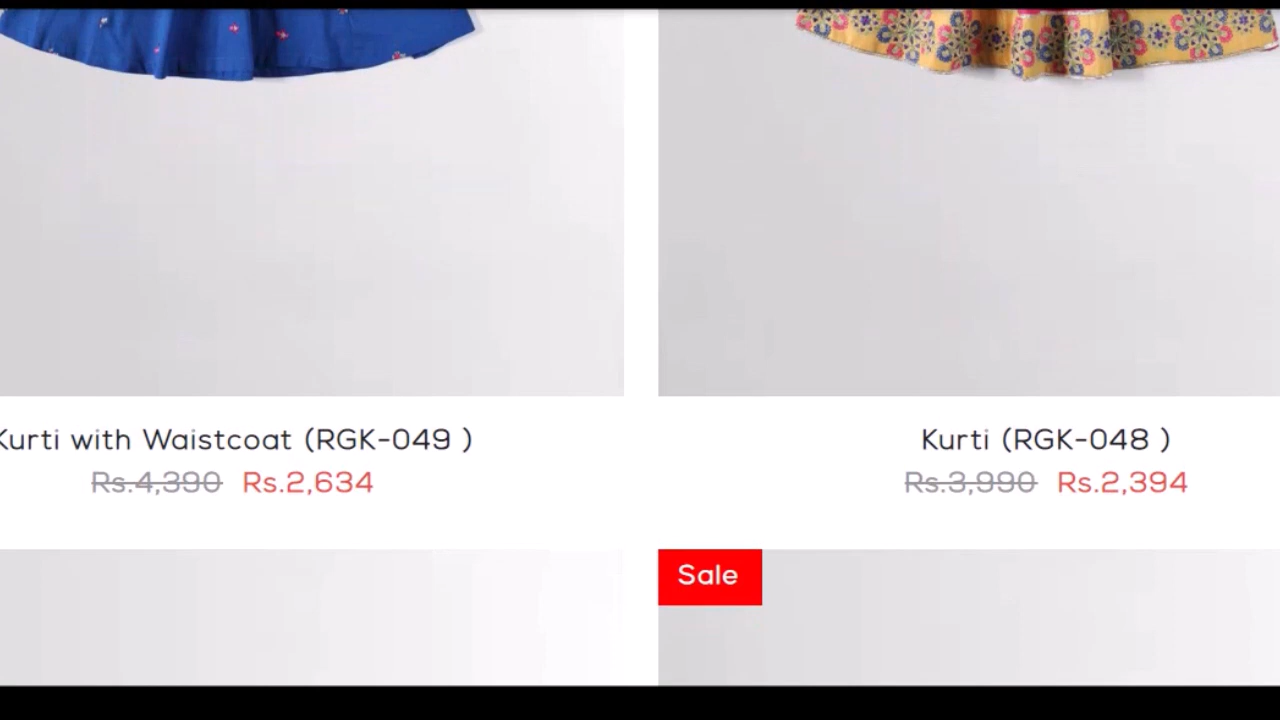 Kurti with Waistcoat (RGK-049 )
Rs.4,390 Rs.2,634
Kurti (RGK-048 )
Rs.3,990 Rs.2,394
Sale